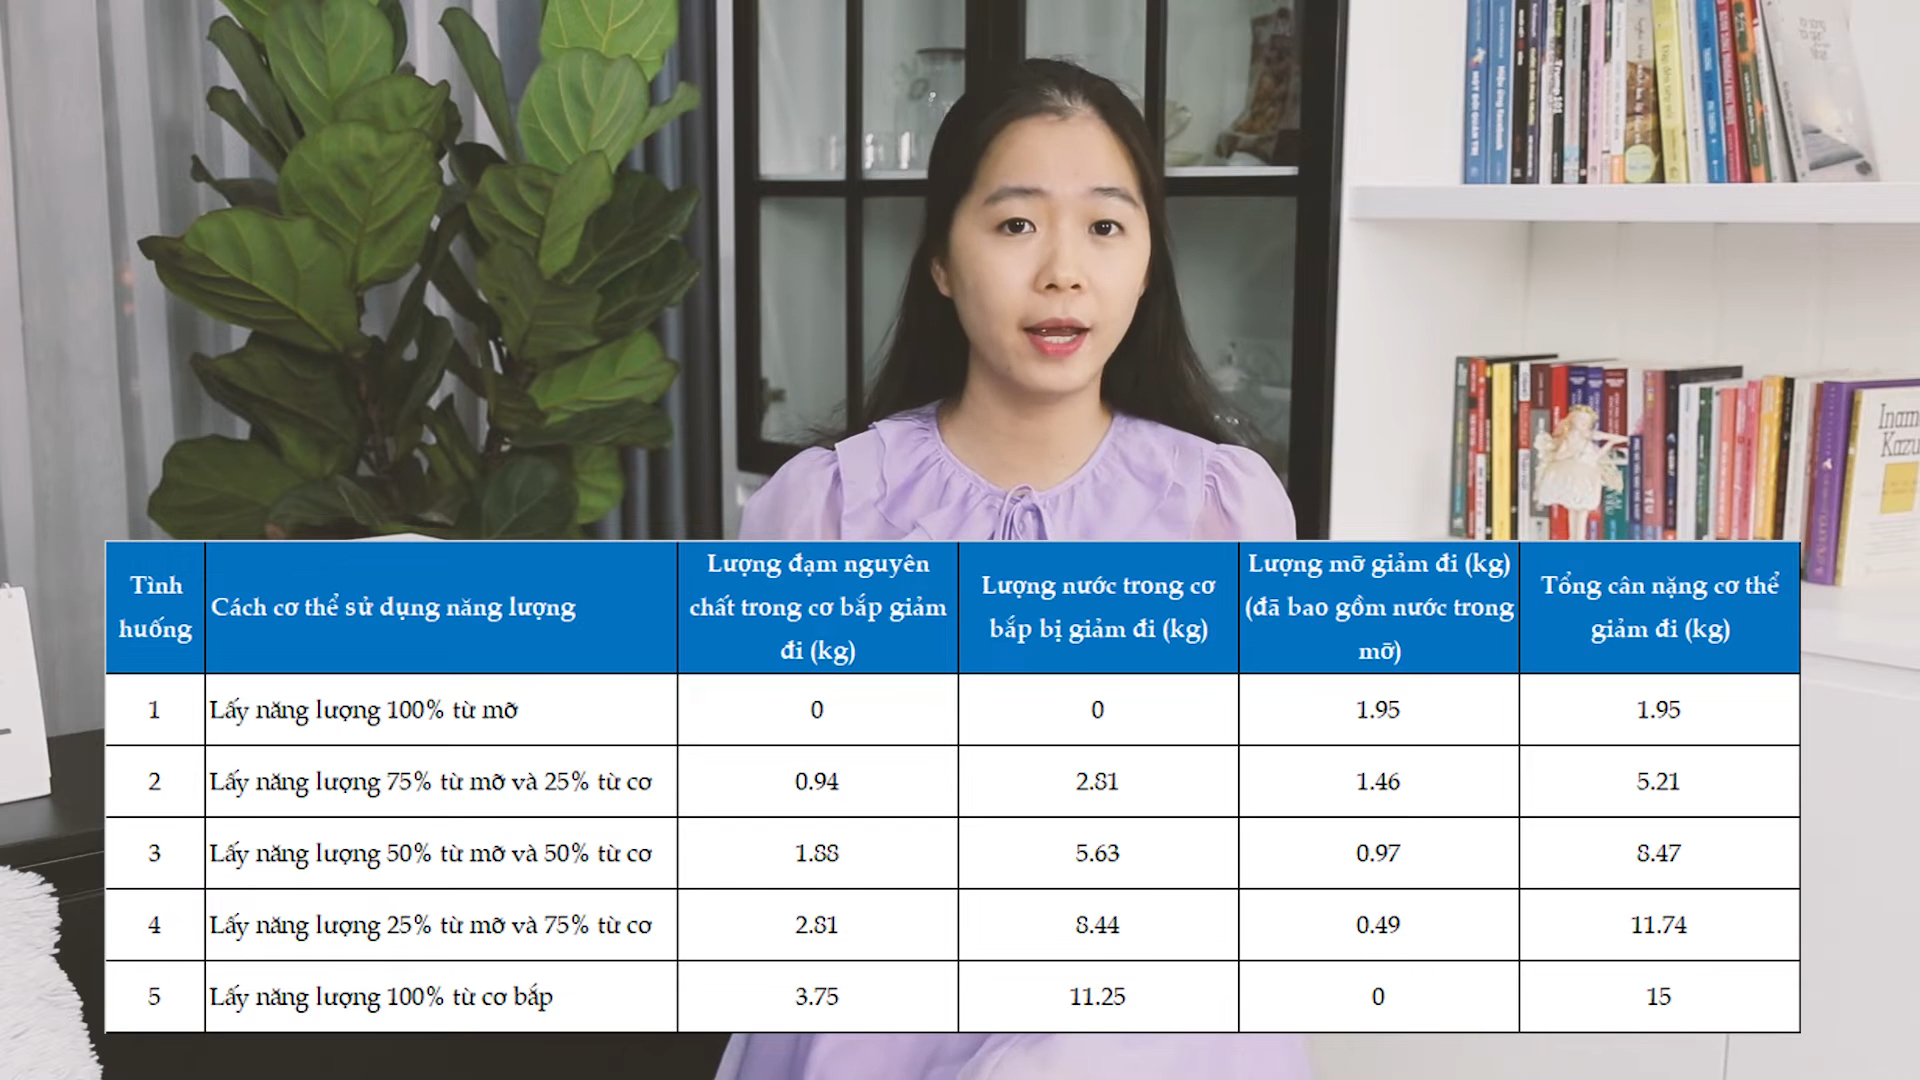 Inam
Kazu
Tình huống
Cách cơ thể sử dụng năng lượng
Lượng đạm nguyên chất trong cơ bắp giảm đi (kg)
Lượng nước trong cơ bắp bị giảm đi (kg)
Lượng mỡ giảm đi (kg) (đã bao gồm nước trong mỡ)
Tổng cân nặng cơ thể giảm đi (kg)
1 Lấy năng lượng 100% từ mỡ 0 0 1.95 1.95
2 Lấy năng lượng 75% từ mỡ và 25% từ cơ 0.94 2.81 1.46 5.21
3 Lấy năng lượng 50% từ mỡ và 50% từ cơ 1.88 5.63 0.97 8.47
4 Lấy năng lượng 25% từ mỡ và 75% từ cơ 2.81 8.44 0.49 11.74
5 Lấy năng lượng 100% từ cơ bắp 3.75 11.25 0 15